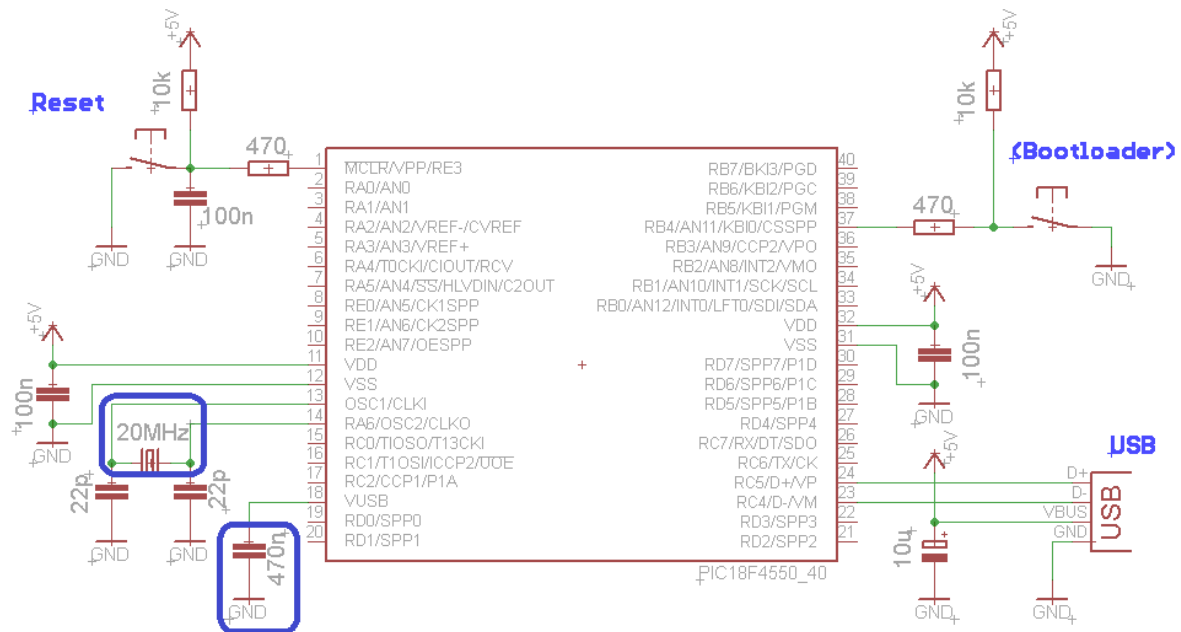 +5V
10k
Reset
470
100n
GND
GND
+5V
100n
GND
20MHz
22p
22p
GND
GND
470n
GND
1 MCLR/VPP/RE3
2 RA0/AN0
3 RA1/AN1
4 RA2/AN2/VREF-/CVREF
5 RA3/AN3/VREF+
6 RA4/T0CKI/CIOUT/RCV
7 RA5/AN4/SS/HLVDIN/C2OUT
8 RE0/AN5/CK1SPP
9 RE1/AN6/CK2SPP
10 RE2/AN7/OESPP
11 VDD
12 VSS
13 OSC1/CLKI
14 RA6/OSC2/CLKO
15 RC0/TIOSO/T13CKI
16 RC1/T1OSI/ICCP2/UOE
17 RC2/CCP1/P1A
18 VUSB
19 RD0/SPP0
20 RD1/SPP1
RB7/BKI3/PGD 40
RB6/KBI2/PGC 39
RB5/KBI1/PGM 38
RB4/AN11/KBI0/CSSPP 37
RB3/AN9/CCP2/VPO 36
RB2/AN8/INT2/VMO 35
RB1/AN10/INT1/SCK/SCL 34
RB0/AN12/INT0/LFT0/SDI/SDA 33
VDD 32
VSS 31
RD7/SPP7/P1D 30
RD6/SPP6/P1C 29
RD5/SPP5/P1B 28
RD4/SPP4 27
RC7/RX/DT/SDO 26
RC6/TX/CK 25
RC5/D+/VP 24
RC4/D-/VM 23
RD3/SPP3 22
RD2/SPP2 21
PIC18F4550_40
+5V
10k
(Bootloader)
470
GND
+5V
100n
GND
+5V
USB
D+
D-
VBUS
GND
USB
10u
GND
GND